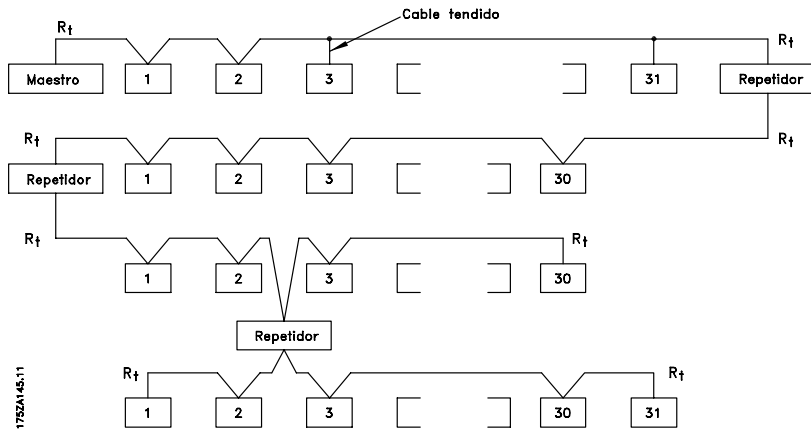 Cable tendido
Rt Rt
Maestro 1 2 3 31 Repetidor
Rt Rt
Repetidor 1 2 3 30
Rt Rt
1 2 3 30
Repetidor
Rt Rt
1 2 3 30 31
175ZA145.11